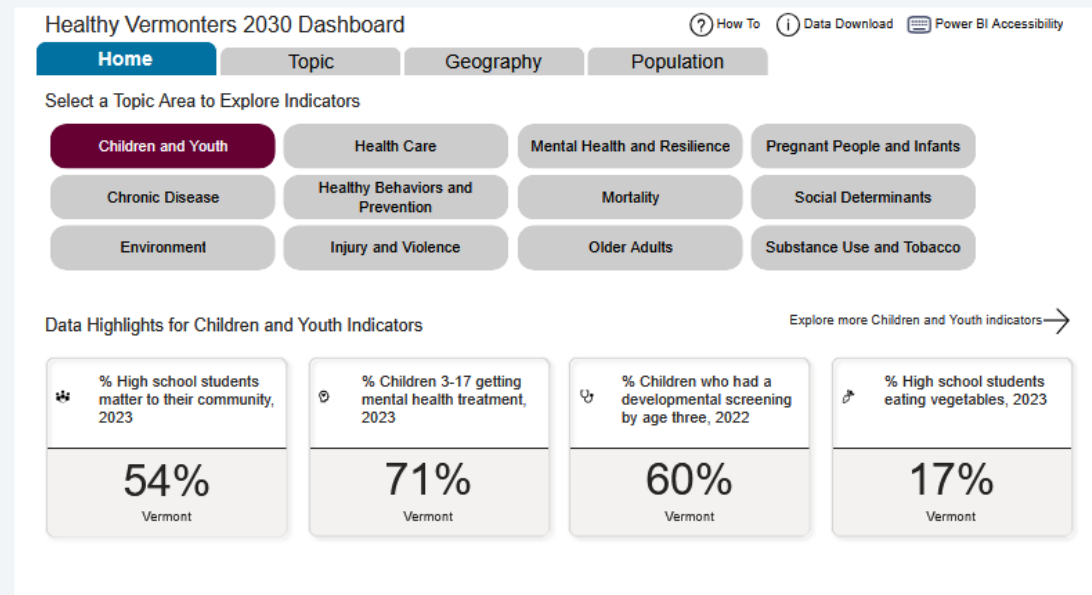 Healthy Vermonters 2030 Dashboard
How To
Data Download
Power BI Accessibility
Home
Topic
Geography
Population
Select a Topic Area to Explore Indicators
Children and Youth
Health Care
Mental Health and Resilience
Pregnant People and Infants
Chronic Disease
Healthy Behaviors and
Prevention
Mortality
Social Determinants
Environment
Injury and Violence
Older Adults
Substance Use and Tobacco
Data Highlights for Children and Youth Indicators
Explore more Children and Youth indicators
% High school students
matter to their community,
2023
54%
Vermont
% Children 3-17 getting
mental health treatment,
2023
71%
Vermont
% Children who had a
developmental screening
by age three, 2022
60%
Vermont
% High school students
eating vegetables, 2023
17%
Vermont